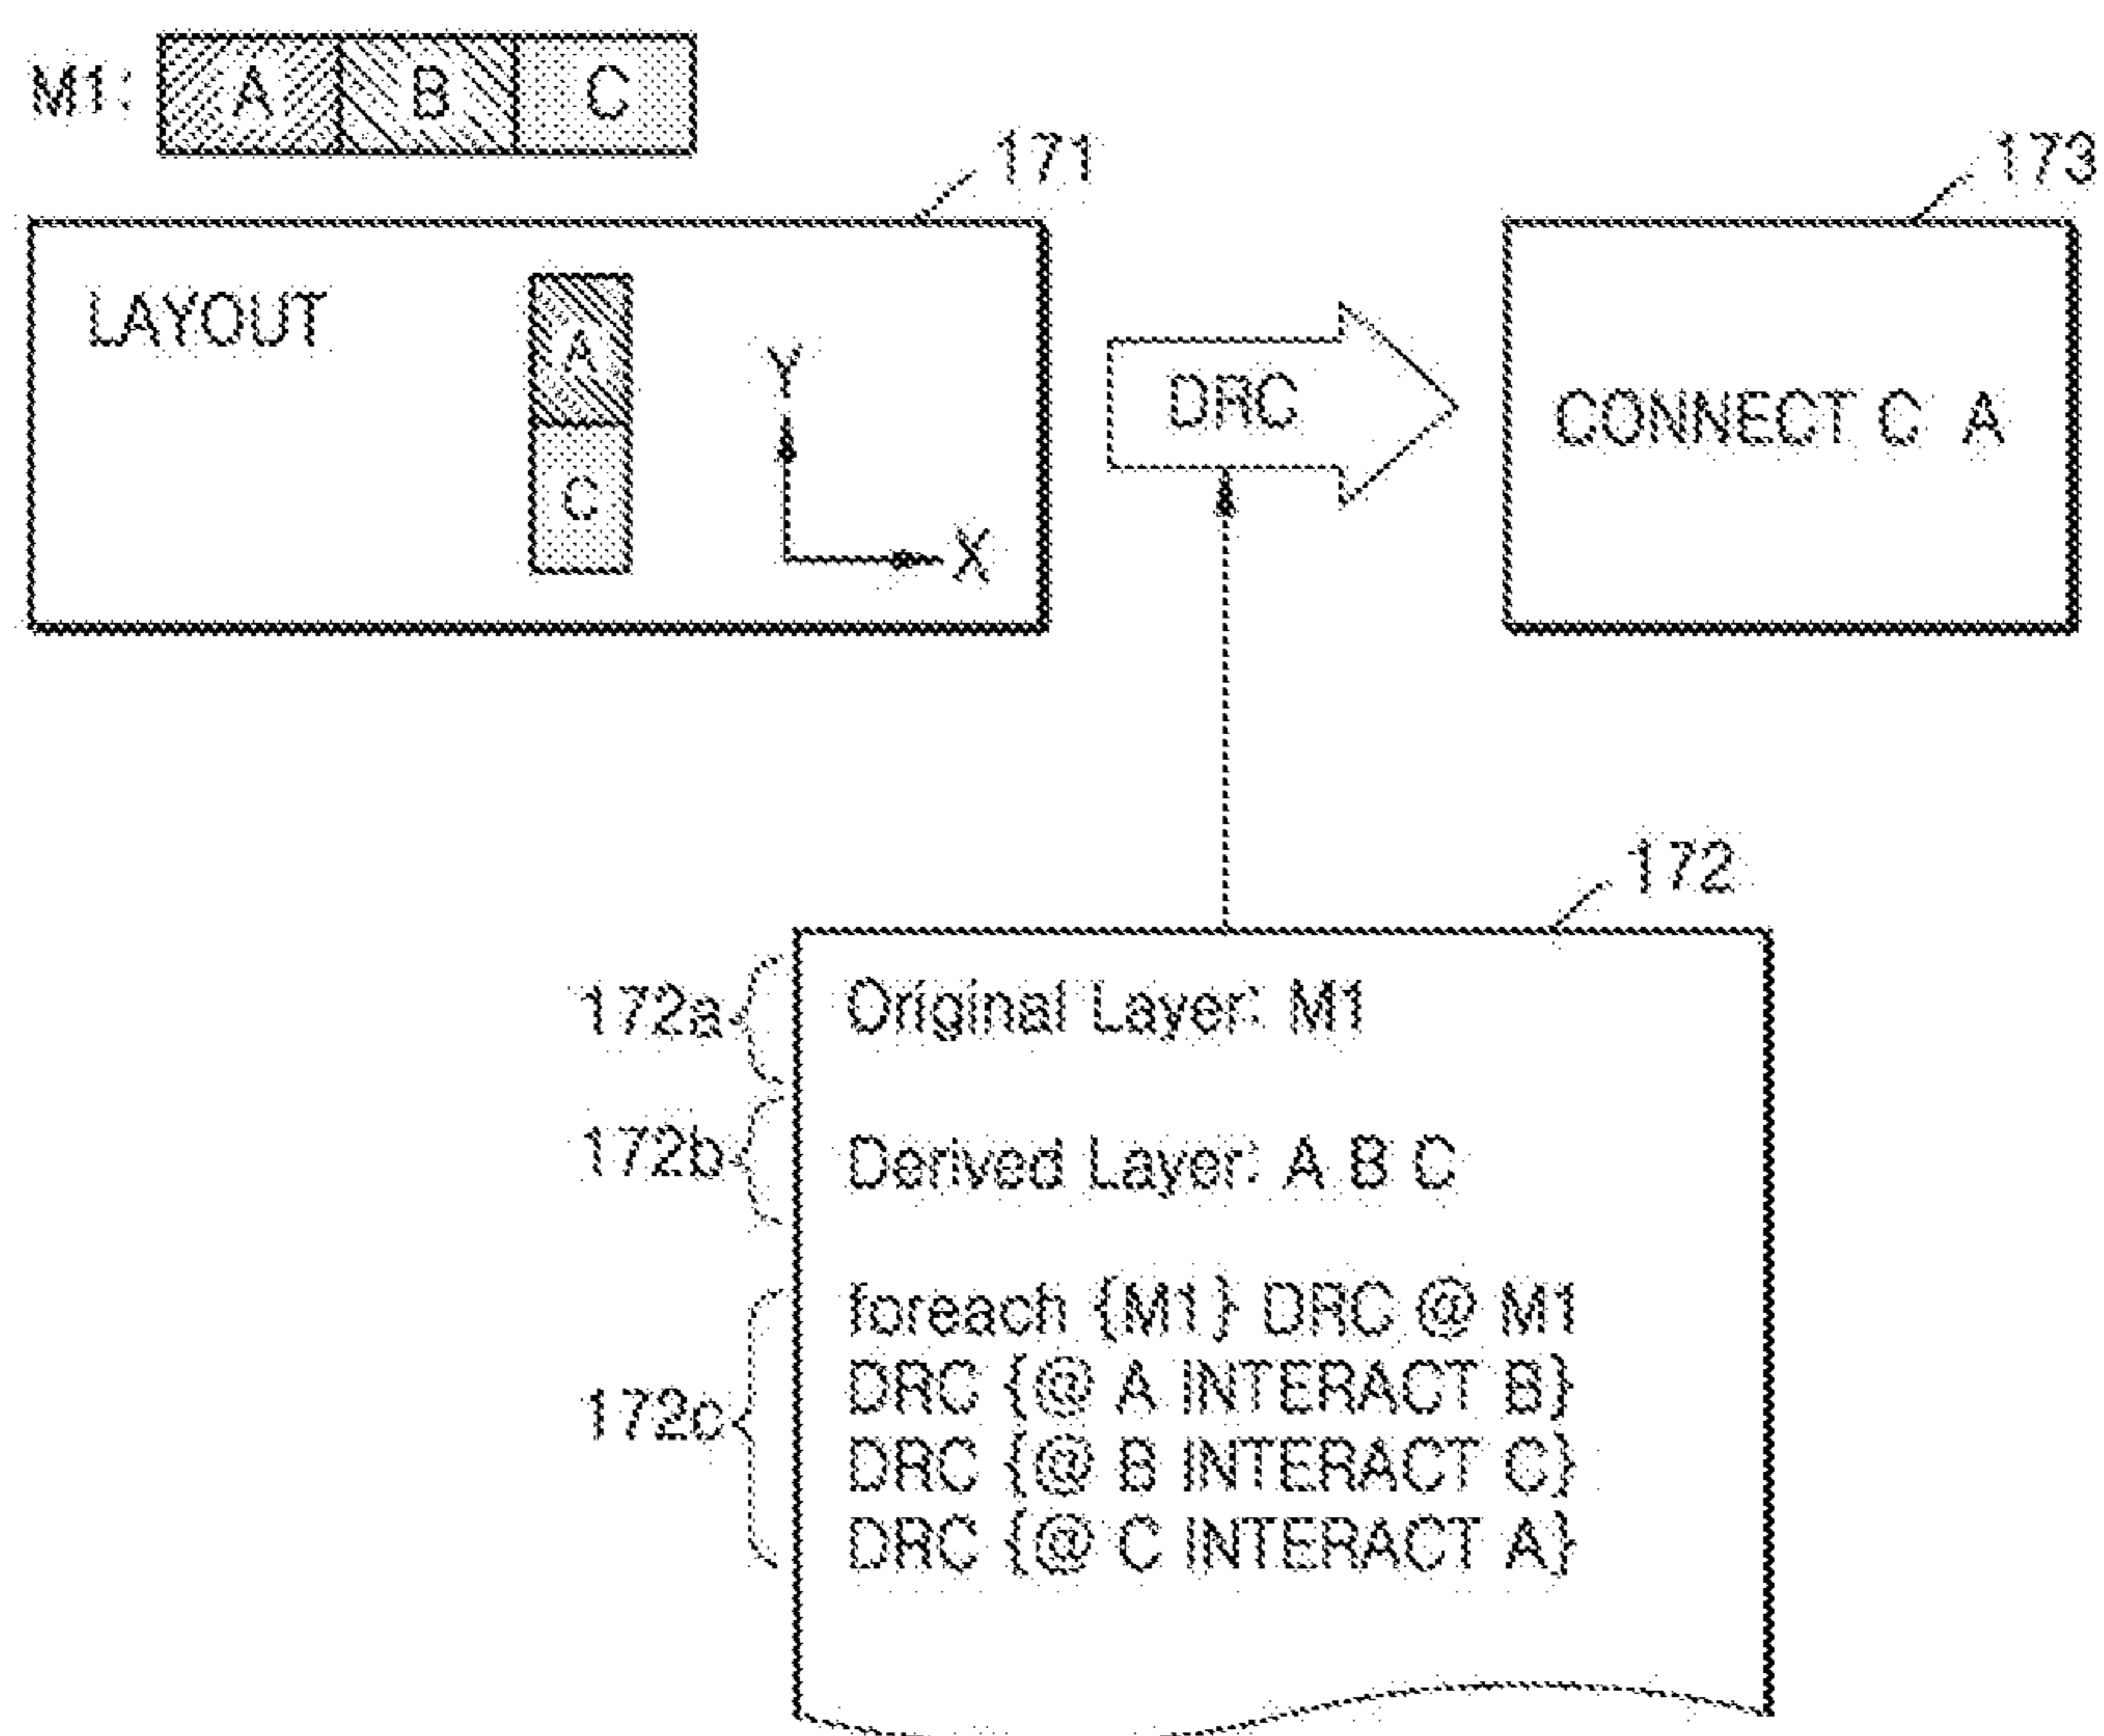 M1: A B C
171
173
LAYOUT
A
C
Y
X
DRC
CONNECT C A
172
172a
Original Layer: M1
172b
Derived Layer: A B C
172c
foreach {M1} DRC @ M1
DRC {@ A INTERACT B}
DRC {@ B INTERACT C}
DRC {@ C INTERACT A}